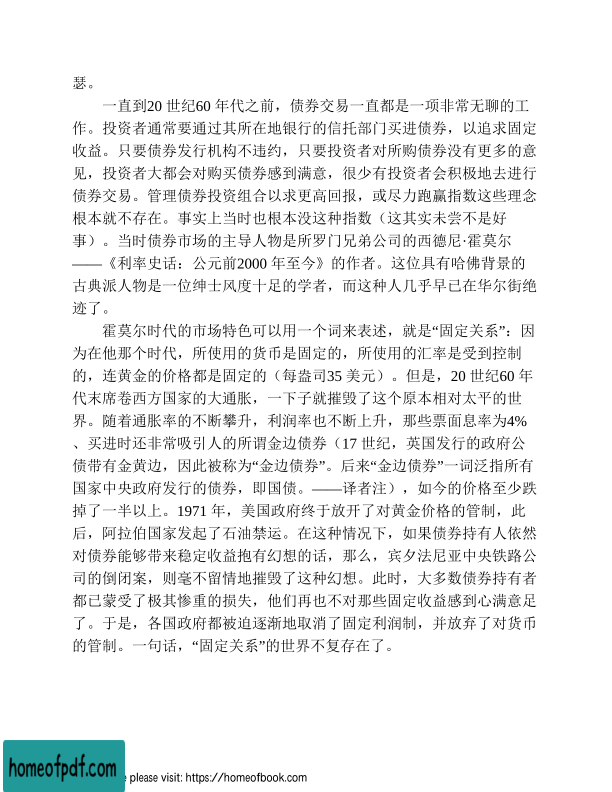 瑟。
一直到20 世纪60 年代之前，债券交易一直都是一项非常无聊的工
作。投资者通常要通过其所在地银行的信托部门买进债券，以追求固定
收益。只要债券发行机构不违约，只要投资者对所购债券没有更多的意
见，投资者大都会对购买债券感到满意，很少有投资者会积极地去进行
债券交易。管理债券投资组合以求更高回报，或尽力跑赢指数这些理念
根本就不存在。事实上当时也根本没这种指数（这其实未尝不是好
事）。当时债券市场的主导人物是所罗门兄弟公司的西德尼·霍莫尔
——《利率史话：公元前2000 年至今》的作者。这位具有哈佛背景的
古典派人物是一位绅士风度十足的学者，而这种人几乎早已在华尔街绝
迹了。
霍莫尔时代的市场特色可以用一个词来表述，就是“固定关系”：因
为在他那个时代，所使用的货币是固定的，所使用的汇率是受到控制
的，连黄金的价格都是固定的（每盎司35 美元）。但是，20 世纪60 年
代末席卷西方国家的大通胀，一下子就摧毁了这个原本相对太平的世
界。随着通胀率的不断攀升，利润率也不断上升，那些票面息率为4%
、买进时还非常吸引人的所谓金边债券（17 世纪，英国发行的政府公
债带有金黄边，因此被称为“金边债券”。后来“金边债券”一词泛指所有
国家中央政府发行的债券，即国债。——译者注），如今的价格至少跌
掉了一半以上。1971 年，美国政府终于放开了对黄金价格的管制，此
后，阿拉伯国家发起了石油禁运。在这种情况下，如果债券持有人依然
对债券能够带来稳定收益抱有幻想的话，那么，宾夕法尼亚中央铁路公
司的倒闭案，则毫不留情地摧毁了这种幻想。此时，大多数债券持有者
都已蒙受了极其惨重的损失，他们再也不对那些固定收益感到心满意足
了。于是，各国政府都被迫逐渐地取消了固定利润制，并放弃了对货币
的管制。一句话，“固定关系”的世界不复存在了。
homeofpdf.com
please visit: https://homeofbook.com